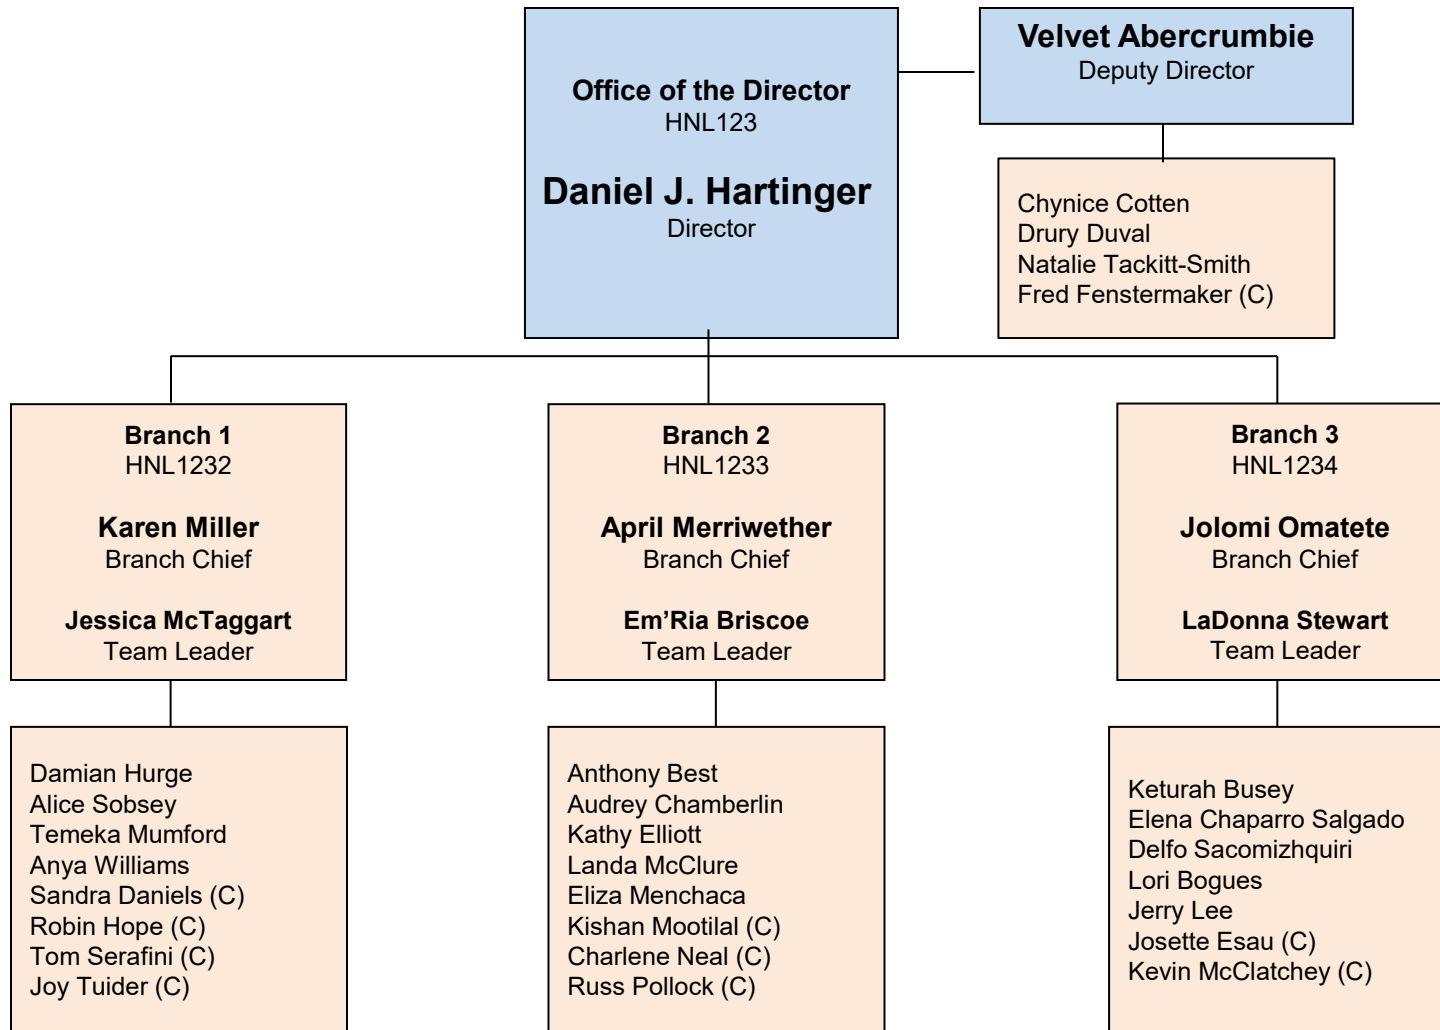 Office of the Director
HNL123
Daniel J. Hartinger
Director
Velvet Abercrumbie
Deputy Director
Chynice Cotten
Drury Duval
Natalie Tackitt-Smith
Fred Fenstermaker (C)
Branch 1
HNL1232
Karen Miller
Branch Chief
Jessica McTaggart
Team Leader
Branch 2
HNL1233
April Merriwether
Branch Chief
Em’Ria Briscoe
Team Leader
Branch 3
HNL1234
Jolomi Omatete
Branch Chief
LaDonna Stewart
Team Leader
Damian Hurge
Alice Sobsey
Temeka Mumford
Anya Williams
Sandra Daniels (C)
Robin Hope (C)
Tom Serafini (C)
Joy Tuider (C)
Anthony Best
Audrey Chamberlin
Kathy Elliott
Landa McClure
Eliza Menchaca
Kishan Mootilal (C)
Charlene Neal (C)
Russ Pollock (C)
Keturah Busey
Elena Chaparro Salgado
Delfo Sacomizhquiri
Lori Bogues
Jerry Lee
Josette Esau (C)
Kevin McClatchey (C)